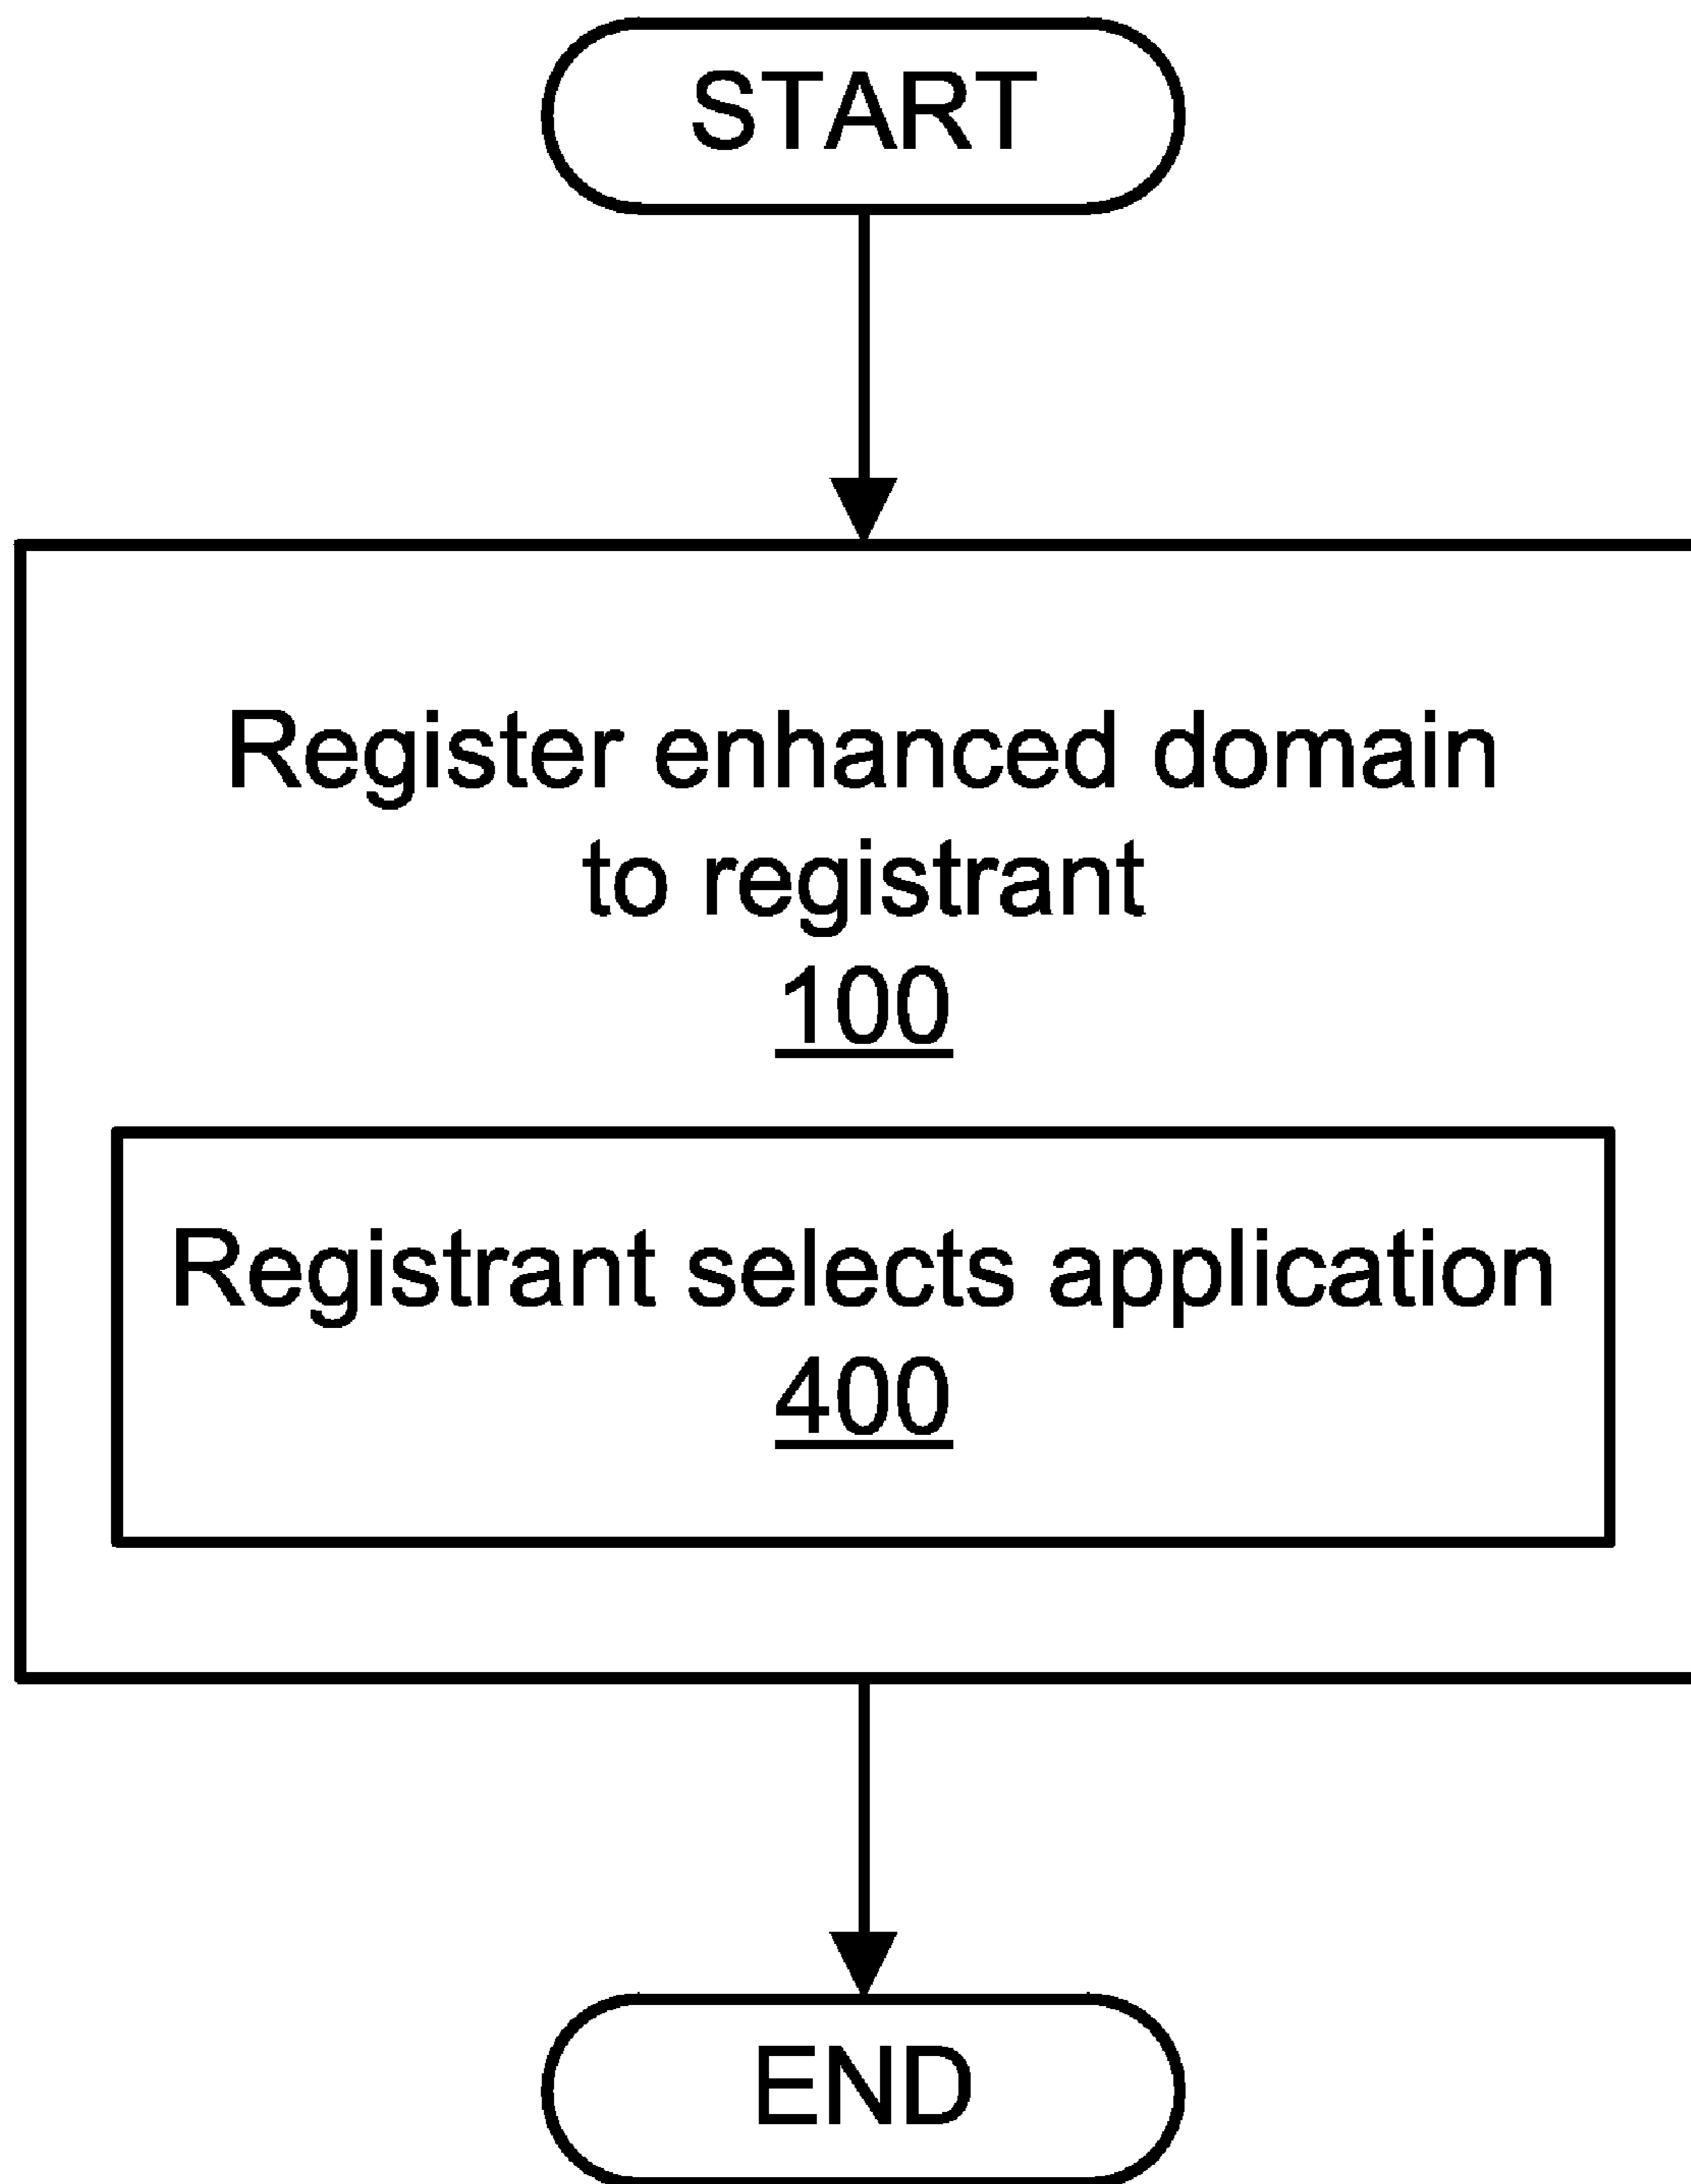 START
Register enhanced domain
to registrant
100
Registrant selects application
400
END